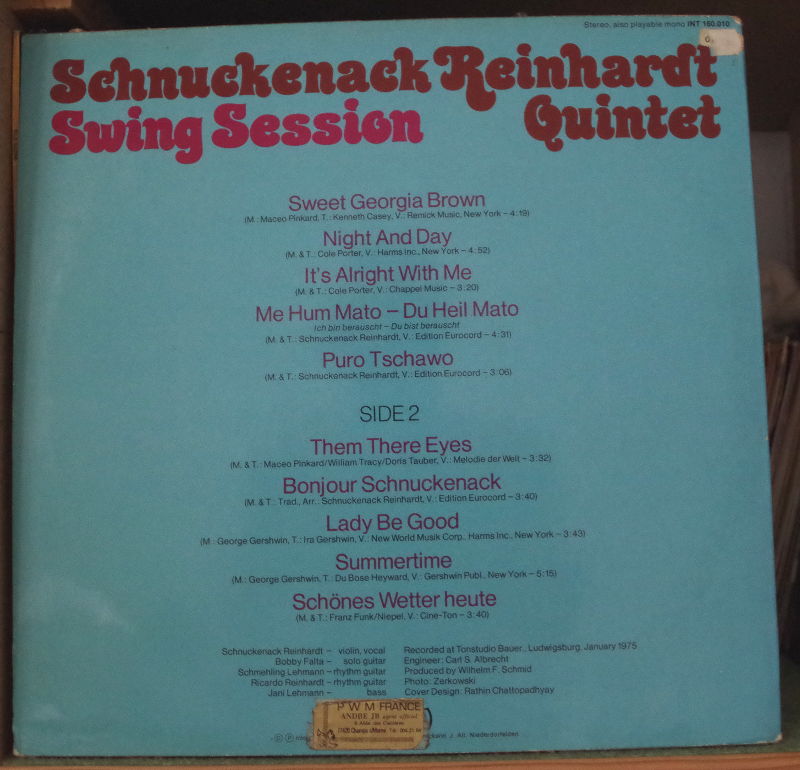 Stereo, also playable mono INT 160.010
Schnuckenack Reinhardt
Swing Session Quintet
Sweet Georgia Brown
(M.: Maceo Pinkard, T.: Kenneth Casey, V.: Remick Music, New York – 4:19)
Night And Day
(M. & T.: Cole Porter, V.: Harms Inc., New York – 4:52)
It's Alright With Me
(M. & T.: Cole Porter, V.: Chappel Music – 3:20)
Me Hum Mato – Du Heil Mato
Ich bin berauscht – Du bist berauscht
(M. & T.: Schnuckenack Reinhardt, V.: Edition Eurocord – 4:31)
Puro Tschawo
(M. & T.: Schnuckenack Reinhardt, V.: Edition Eurocord – 3:06)
SIDE 2
Them There Eyes
(M. & T.: Maceo Pinkard/William Tracy/Doris Tauber, V.: Melodie der Welt – 3:32)
Bonjour Schnuckenack
(M. & T.: Trad., Arr.: Schnuckenack Reinhardt, V.: Edition Eurocord – 3:40)
Lady Be Good
(M.: George Gershwin, T.: Ira Gershwin, V.: New World Musik Corp., Harms Inc., New York – 3:43)
Summertime
(M.: George Gershwin, T.: Du Bose Heyward, V.: Gershwin Publ., New York – 5:15)
Schönes Wetter heute
(M. & T.: Franz Funk/Niepel, V.: Cine-Ton – 3:40)
Schnuckenack Reinhardt – violin, vocal
Bobby Falta – solo guitar
Schmehling Lehmann – rhythm guitar
Ricardo Reinhardt – rhythm guitar
Jani Lehmann – bass
Recorded at Tonstudio Bauer, Ludwigsburg, January 1975
Engineer: Carl S. Albrecht
Produced by Wilhelm F. Schmid
Photo: Zerkowski
Cover Design: Rathin Chattopadhyay
P W M FRANCE
ANDRE JB agent officiel
77420 Champs s/Marne
J. Alt, Niederdorfelden